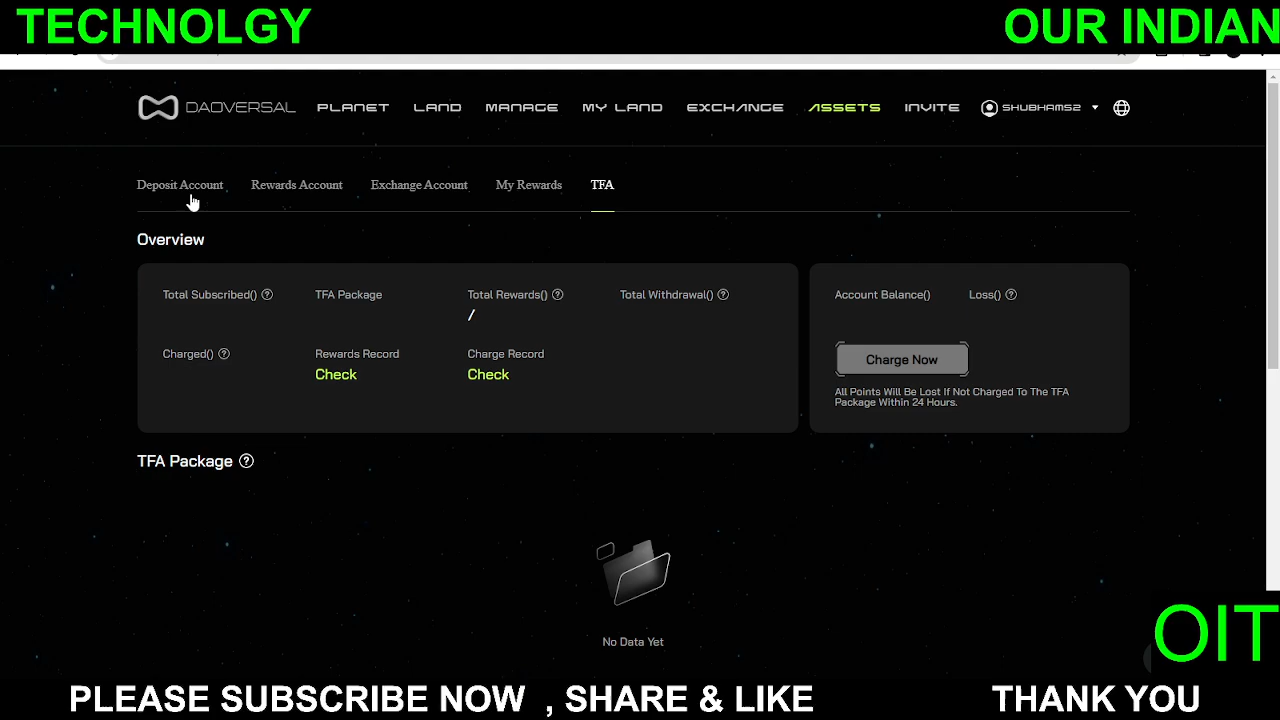 TECHNOLGY
OUR INDIAN
DAOVERSAL PLANET LAND MANAGE MY LAND EXCHANGE ASSETS INVITE SHUBHAMS2
Deposit Account Rewards Account Exchange Account My Rewards TFA
Overview
Total Subscribed() TFA Package Total Rewards() Total Withdrawal() Account Balance() Loss()
/
Charged() Rewards Record Charge Record
Check Check
Charge Now
All Points Will Be Lost If Not Charged To The TFA
Package Within 24 Hours.
TFA Package
No Data Yet
OIT
PLEASE SUBSCRIBE NOW , SHARE & LIKE
THANK YOU